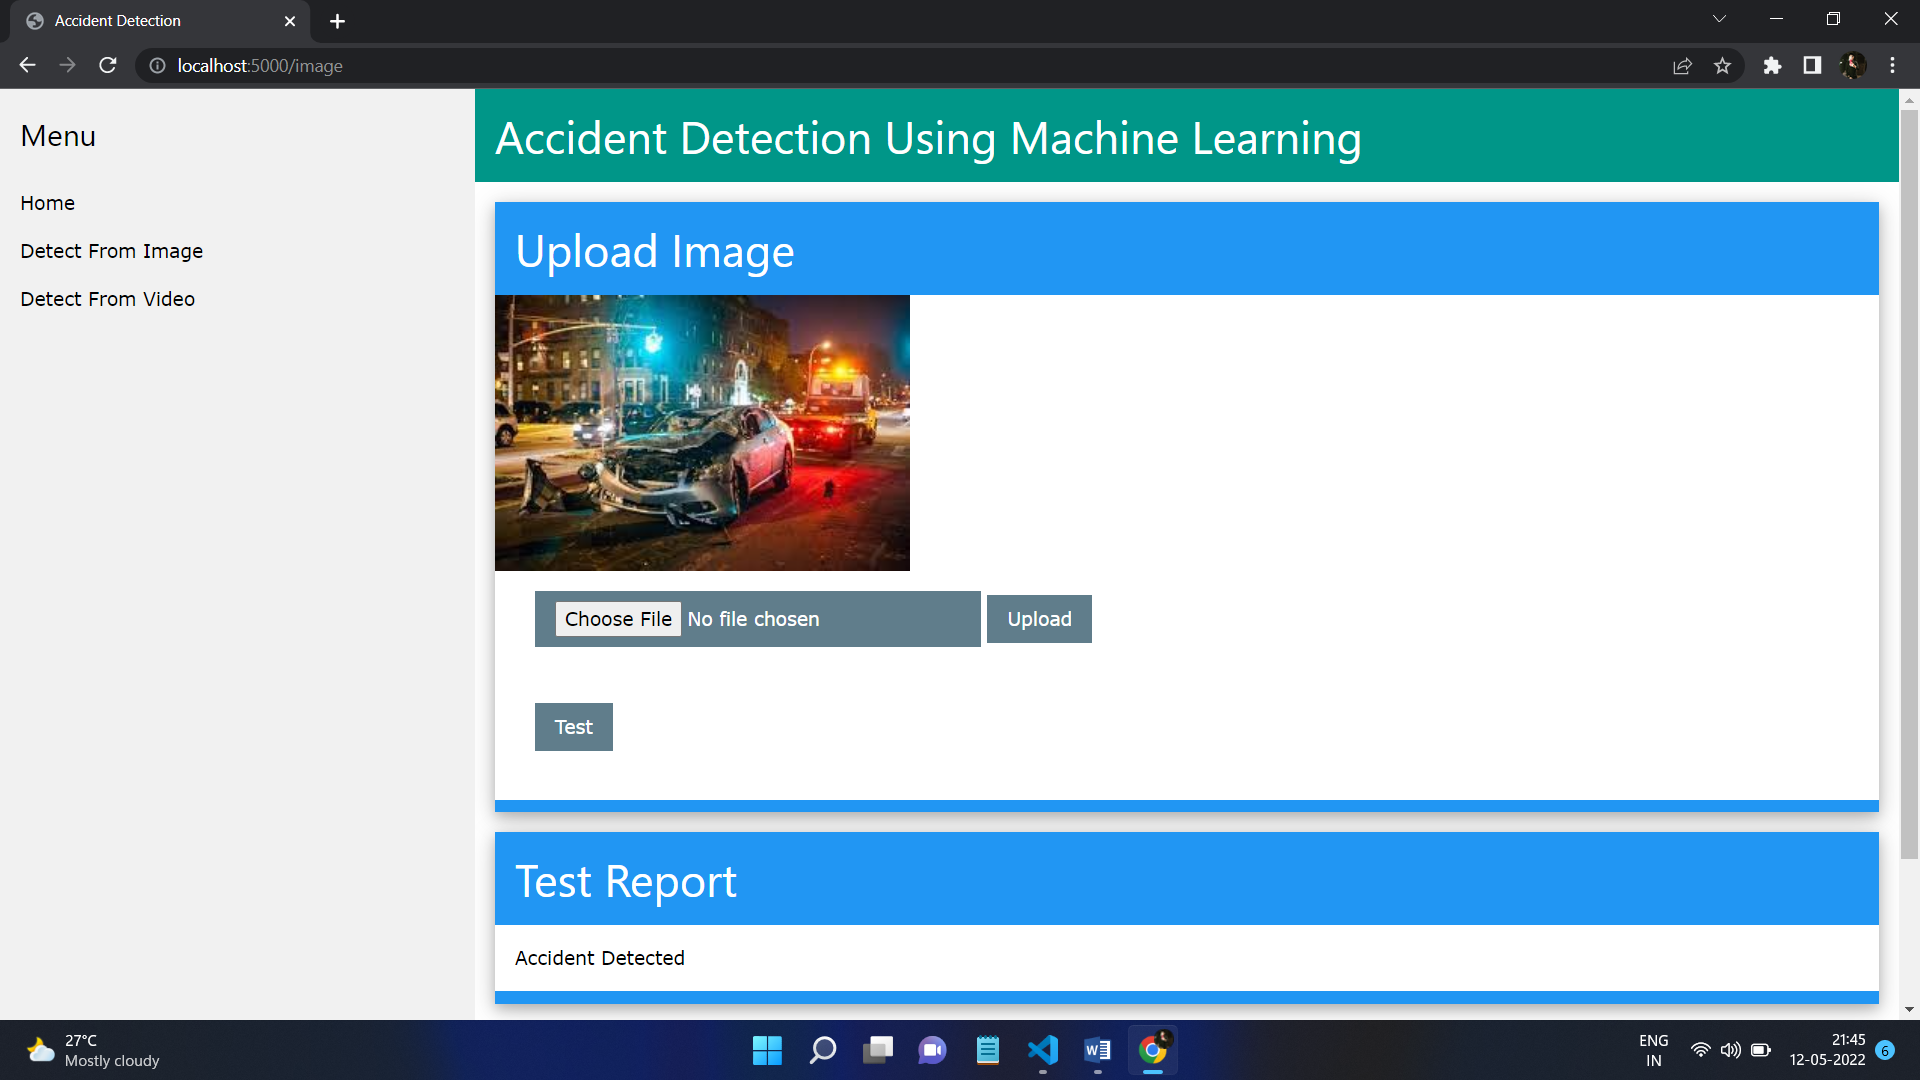 Accident Detection
localhost:5000/image
Menu
Home
Detect From Image
Detect From Video
Accident Detection Using Machine Learning
Upload Image
Choose File No file chosen Upload
Test
Test Report
Accident Detected
27°C
Mostly cloudy
W
ENG
IN
21:45
12-05-2022
6